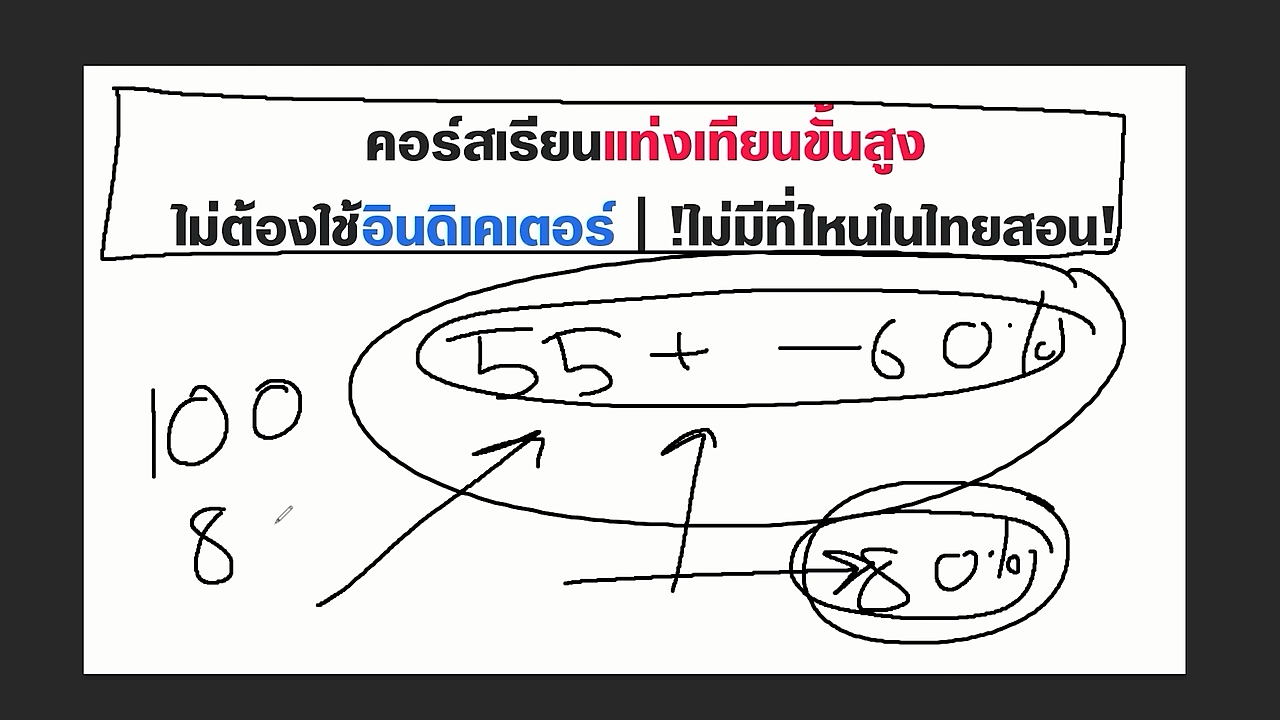 คอร์สเรียนแท่งเทียนขั้นสูง
ไม่ต้องใช้อินดิเคเตอร์ | !ไม่มีที่ไหนในไทยสอน!
55 + - 60%
100
8
80%